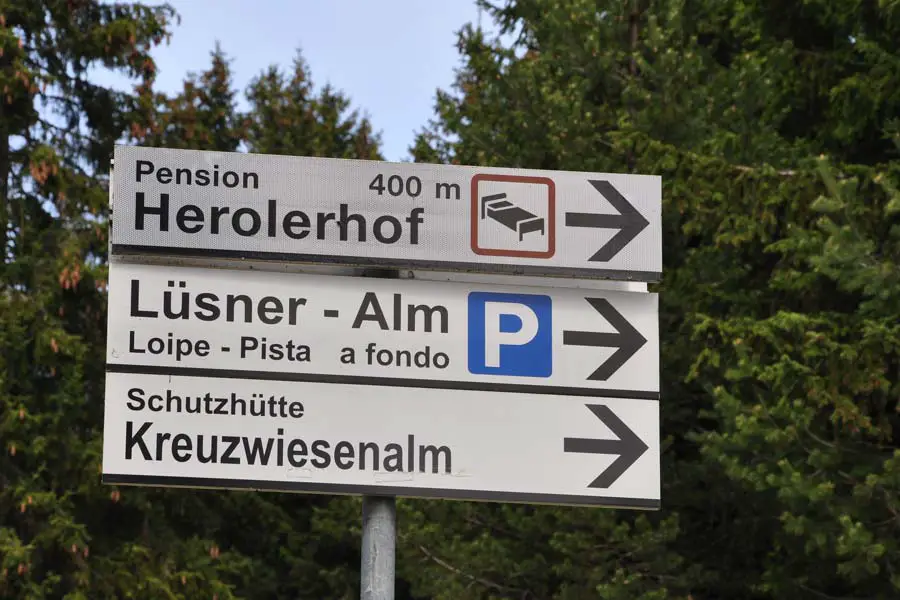 Pension 400 m
Herolerhof
Lüsner - Alm P
Loipe - Pista a fondo
Schutzhütte
Kreuzwiesenalm